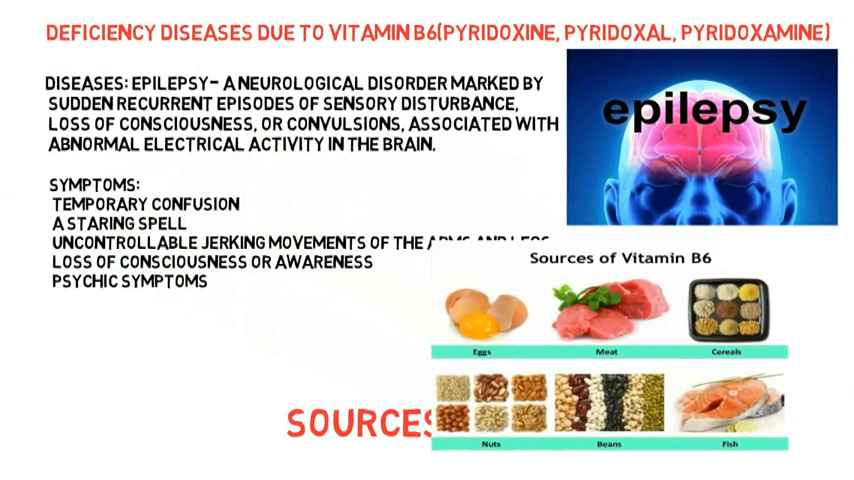 DEFICIENCY DISEASES DUE TO VITAMIN B6(PYRIDOXINE, PYRIDOXAL, PYRIDOXAMINE)
DISEASES: EPILEPSY- A NEUROLOGICAL DISORDER MARKED BY
SUDDEN RECURRENT EPISODES OF SENSORY DISTURBANCE,
LOSS OF CONSCIOUSNESS, OR CONVULSIONS, ASSOCIATED WITH
ABNORMAL ELECTRICAL ACTIVITY IN THE BRAIN.
epilepsy
SYMPTOMS:
TEMPORARY CONFUSION
A STARING SPELL
UNCONTROLLABLE JERKING MOVEMENTS OF THE ARMS AND LEGS
LOSS OF CONSCIOUSNESS OR AWARENESS
PSYCHIC SYMPTOMS
Sources of Vitamin B6
Eggs Meat Cereals
Nuts Beans Fish
SOURCES